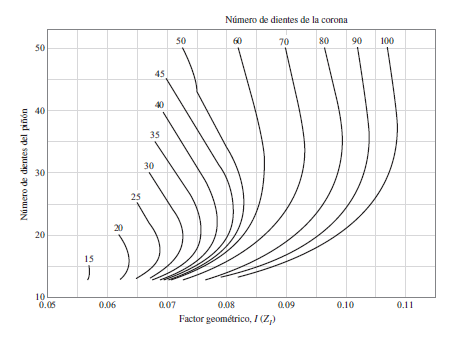 Número de dientes de la corona
50 60 70 80 90 100
50
45
40
40
35
30
30
25
20
20
15
10
0.05 0.06 0.07 0.08 0.09 0.10 0.11
Número de dientes del piñón
Factor geométrico, I (Z_I)